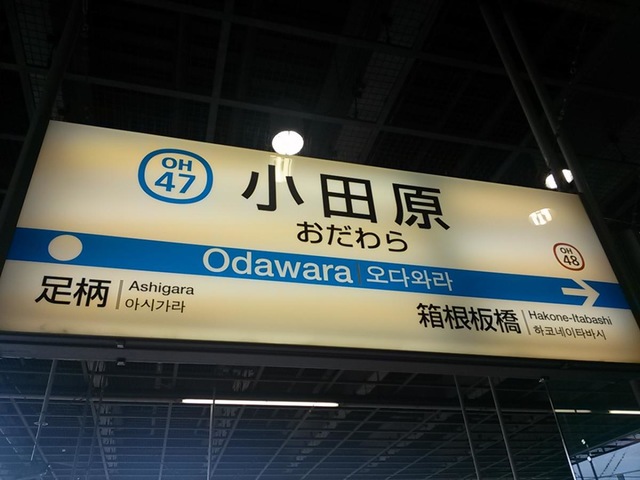 OH
47
小田原
おだわら
Odawara 오다와라
OH
48
足柄 Ashigara
아시가라
箱根板橋 Hakone-Itabashi
하코네이타바시